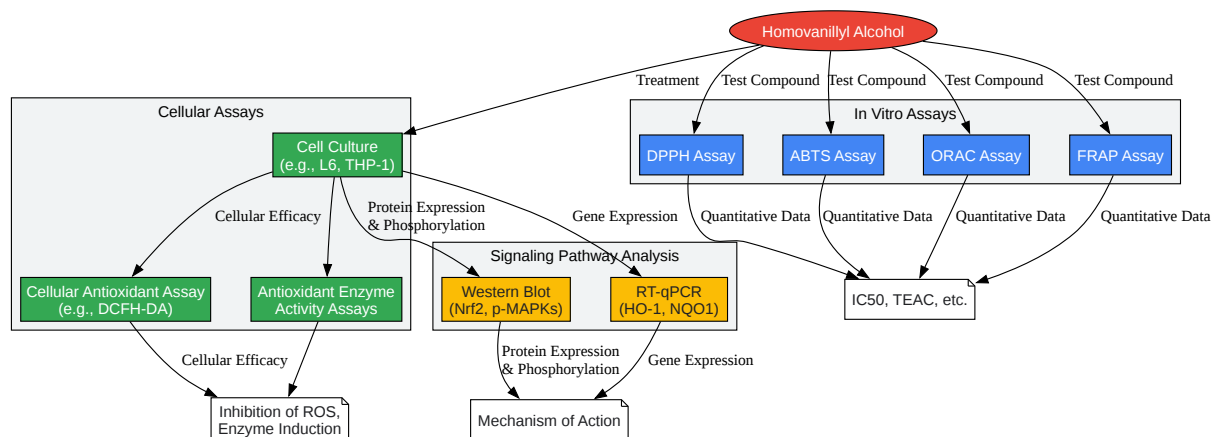 Homovanillyl Alcohol
Treatment
Test Compound
Test Compound
Test Compound
Test Compound
Cellular Assays
In Vitro Assays
Cell Culture
(e.g., L6, THP-1)
DPPH Assay
ABTS Assay
ORAC Assay
FRAP Assay
Cellular Efficacy
Protein Expression
& Phosphorylation
Gene Expression
Quantitative Data
Quantitative Data
Quantitative Data
Quantitative Data
Signaling Pathway Analysis
Cellular Antioxidant Assay
(e.g., DCFH-DA)
Antioxidant Enzyme
Activity Assays
Western Blot
(Nrf2, p-MAPKs)
RT-qPCR
(HO-1, NQO1)
IC50, TEAC, etc.
Cellular Efficacy
Protein Expression
& Phosphorylation
Gene Expression
Inhibition of ROS,
Enzyme Induction
Mechanism of Action